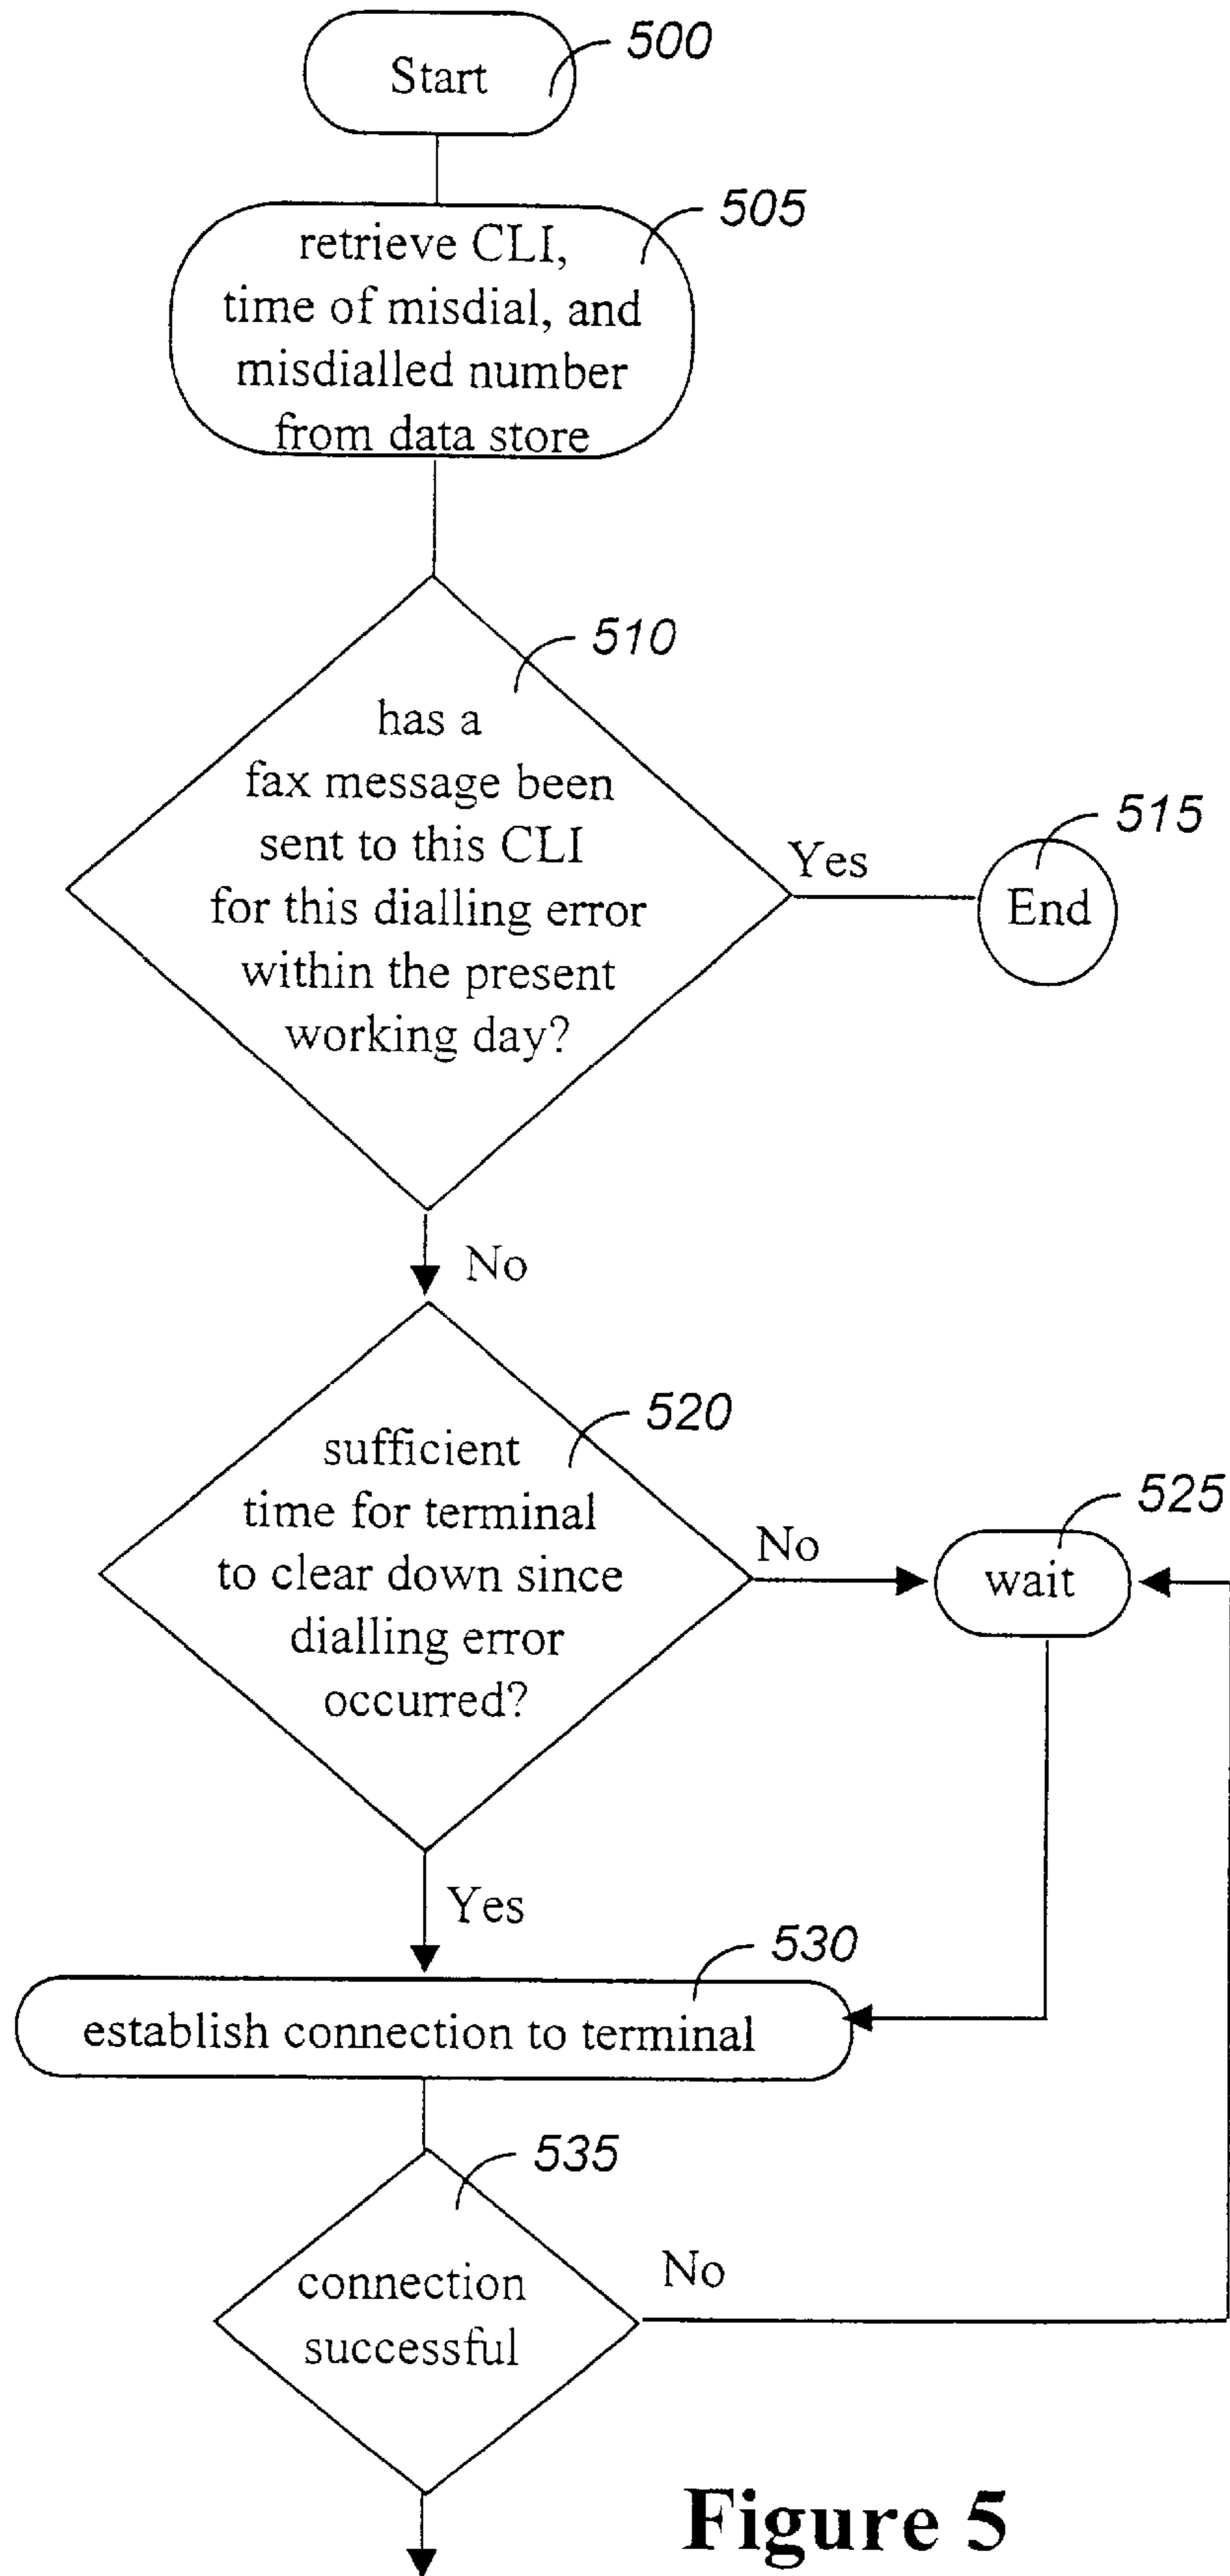 Start
500
retrieve CLI,
time of misdial, and
misdialled number
from data store
505
has a
fax message been
sent to this CLI
for this dialling error
within the present
working day?
510
Yes
End
515
No
sufficient
time for terminal
to clear down since
dialling error
occurred?
520
No
wait
525
Yes
establish connection to terminal
530
connection
successful
535
No
Figure 5